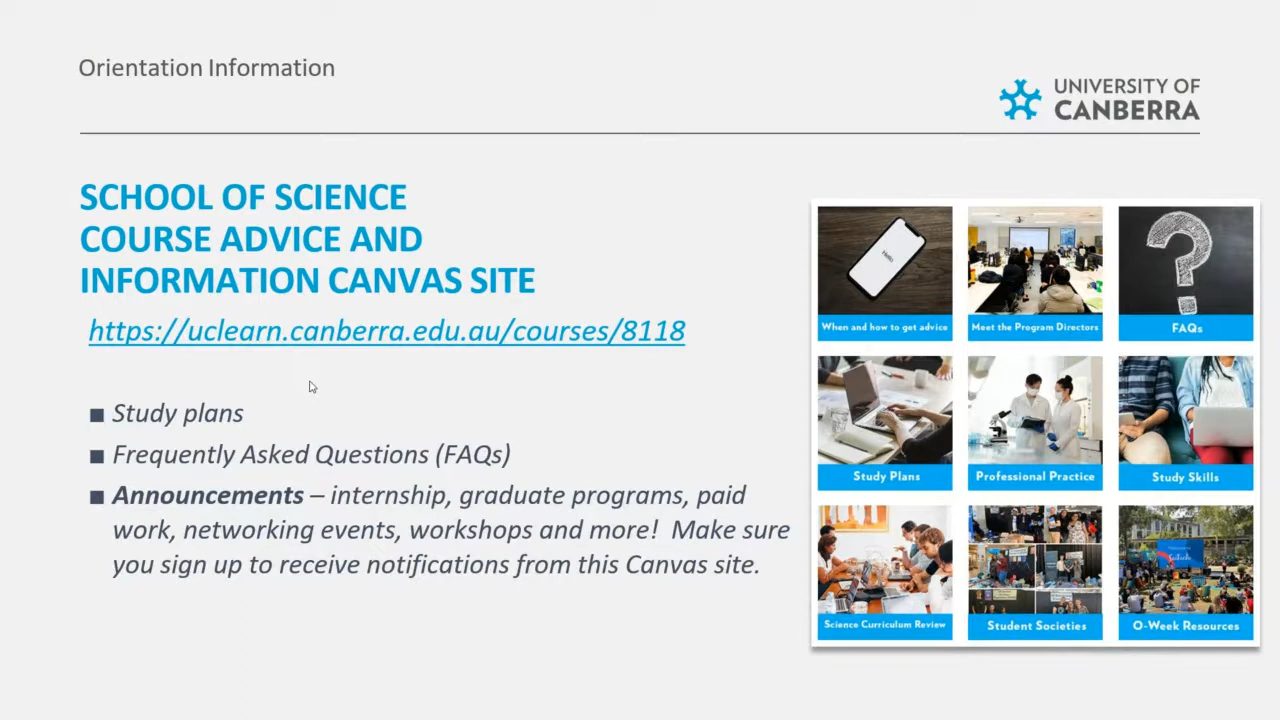 Orientation Information
UNIVERSITY OF
CANBERRA
SCHOOL OF SCIENCE
COURSE ADVICE AND
INFORMATION CANVAS SITE
https://uclearn.canberra.edu.au/courses/8118
■ Study plans
■ Frequently Asked Questions (FAQs)
■ Announcements – internship, graduate programs, paid
work, networking events, workshops and more! Make sure
you sign up to receive notifications from this Canvas site.
Hello
When and how to get advice
Meet the Program Directors
FAQs
Study Plans
Professional Practice
Study Skills
Science Curriculum Review
Student Societies
O-Week Resources